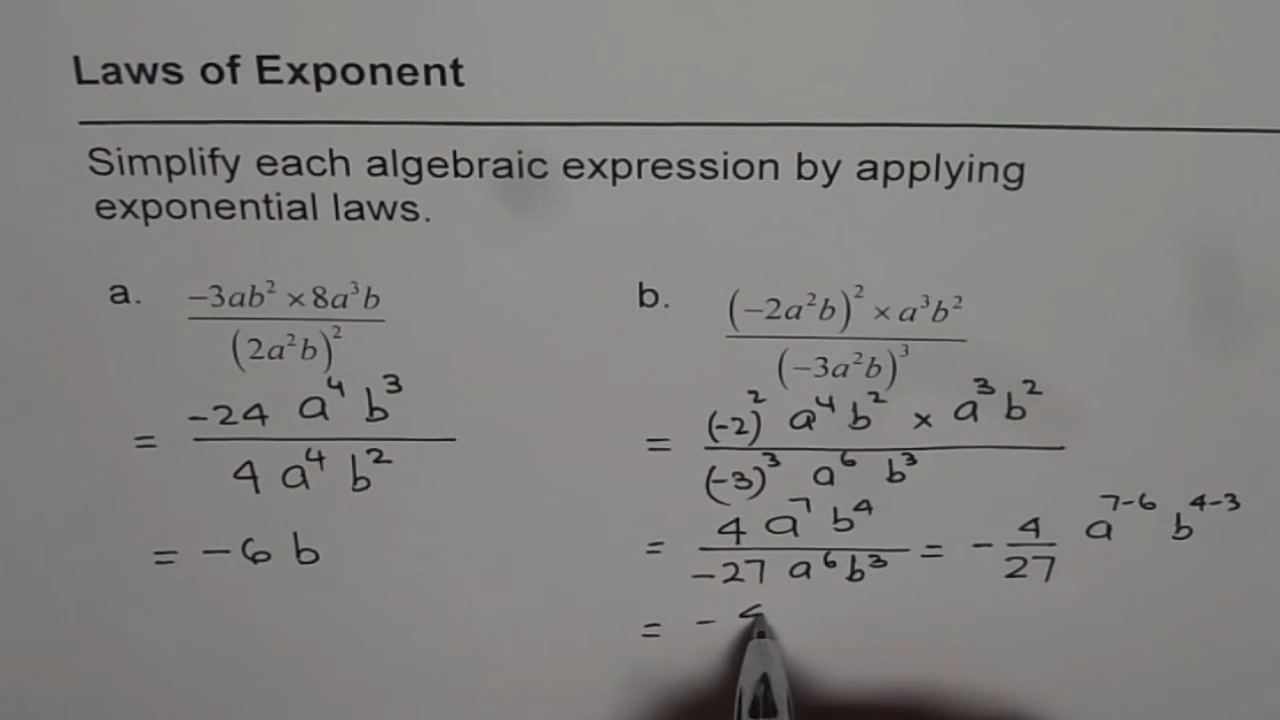 Laws of Exponent
Simplify each algebraic expression by applying
exponential laws.
a. (−3ab² × 8a³b) / (2a²b)²
= (-24 a⁴ b³) / (4 a⁴ b²)
= -6 b
b. ((−2a²b)² × a³b²) / (−3a²b)³
= ((-2)² a⁴ b² × a³ b²) / ((-3)³ a⁶ b³)
= (4 a⁷ b⁴) / (-27 a⁶ b³) = - 4/27 a⁷⁻⁶ b⁴⁻³
= -